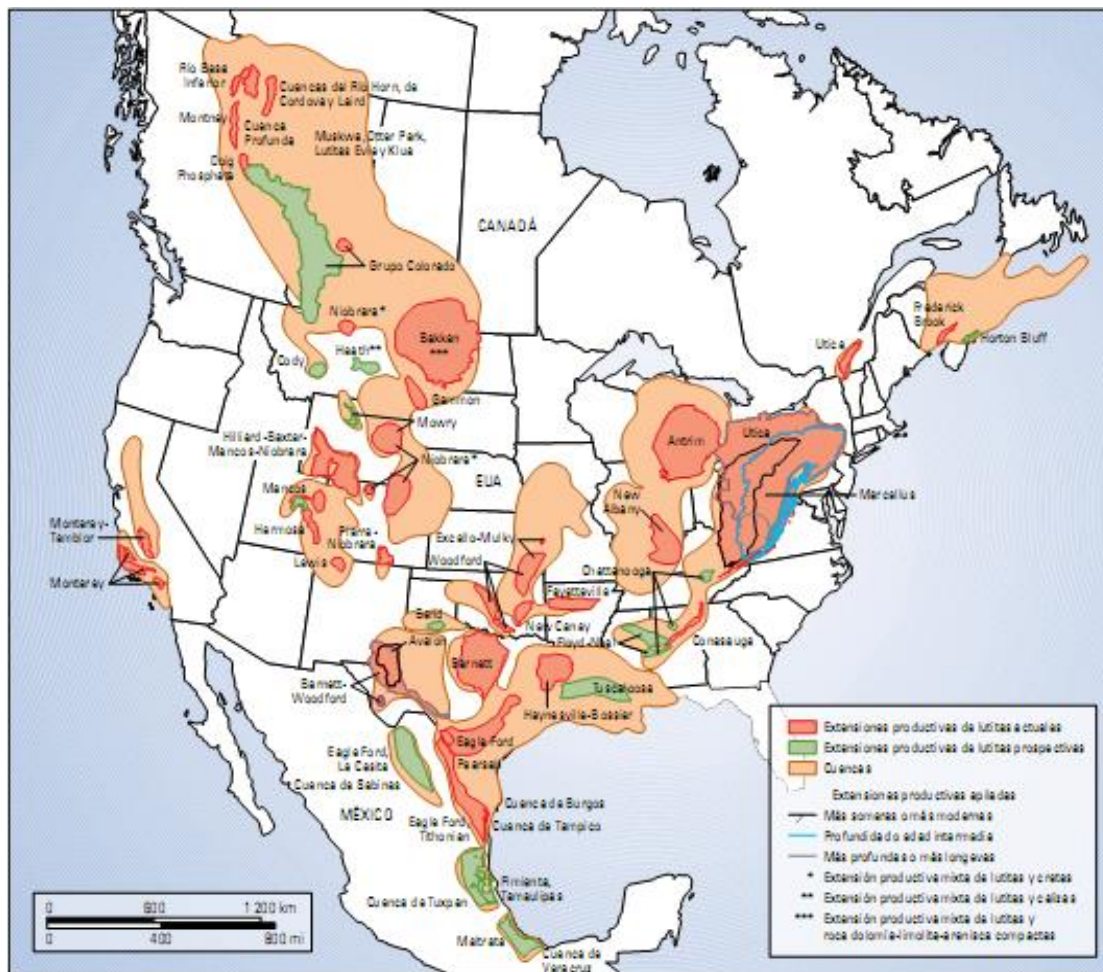 Río Base
Inferior
Cuencas del Río Horn, de
Cordova y Laird
Montney
Cuenca
Profunda
Muskwa, Otter Park,
Lutitas Evie y Klua
Doig
Phosphate
CANADÁ
Grupo Colorado
Niobrara*
Bakken
***
Heath**
Cody
Gammon
Mowry
Hilliard-Baxter-
Mancos-Niobrara
Niobrara*
EUA
Mancos
Hermosa
Pierre-
Niobrara
Lewis
Monterey-
Temblor
Monterey
Excello-Mulky
Woodford
Fayetteville
New Caney
Bend
Avalon
Barnett
Barnett-
Woodford
Antrim
New
Albany
Utica
Marcellus
Utica
Frederick
Brook
Horton Bluff
Chattanooga
Floyd-Neal
Conasauga
Tuscaloosa
Haynesville-Bossier
Eagle Ford
Pearsall
Eagle Ford,
La Casita
Cuenca de Sabinas
MÉXICO
Eagle Ford,
Tithonian
Cuenca de Burgos
Cuenca de Tampico
Pimienta,
Tamaulipas
Cuenca de Tuxpan
Maltrata
Cuenca de
Veracruz
0 600 1 200 km
0 400 800 mi
Extensiones productivas de lutitas actuales
Extensiones productivas de lutitas prospectivas
Cuencas
Extensiones productivas apiladas
Más someras o más modernas
Profundidad o edad intermedia
Más profundas o más longevas
* Extensión productiva mixta de lutitas y cretas
** Extensión productiva mixta de lutitas y calizas
*** Extensión productiva mixta de lutitas y
roca dolomía-limolita-arenisca compactas